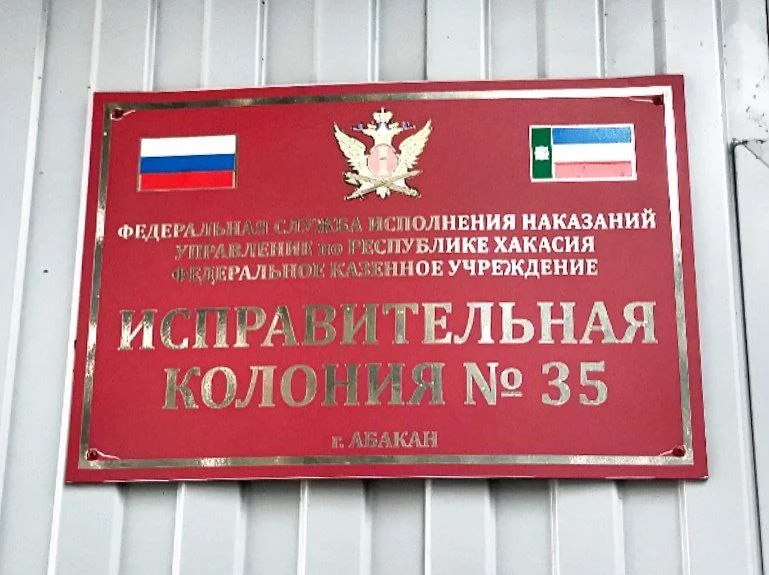 ФЕДЕРАЛЬНАЯ СЛУЖБА ИСПОЛНЕНИЯ НАКАЗАНИЙ
УПРАВЛЕНИЕ по РЕСПУБЛИКЕ ХАКАСИЯ
ФЕДЕРАЛЬНОЕ КАЗЕННОЕ УЧРЕЖДЕНИЕ
ИСПРАВИТЕЛЬНАЯ
КОЛОНИЯ № 35
г. АБАКАН